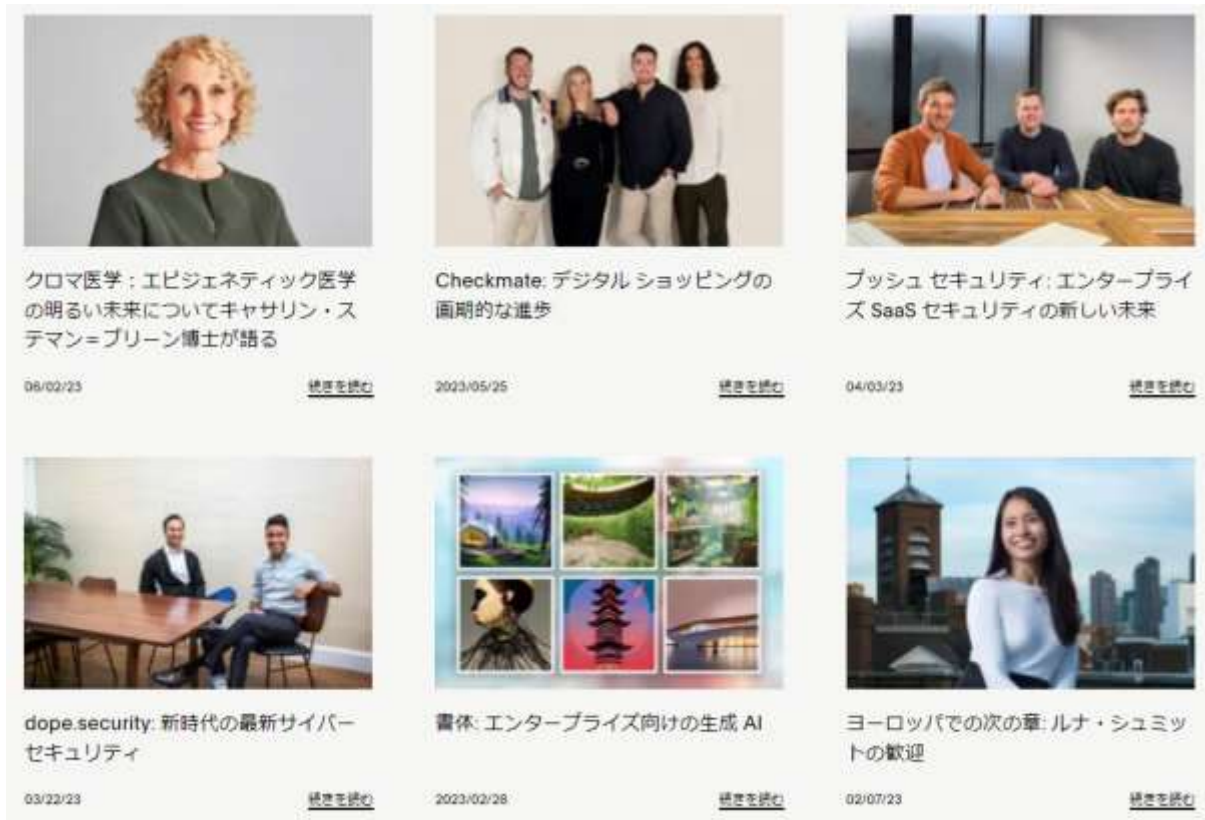 クロマ医学：エピジェネティック医学
の明るい未来についてキャサリン・ス
テマン=ブリーン博士が語る
06/02/23
続きを読む
Checkmate: デジタル ショッピングの
画期的な進歩
2023/05/25
続きを読む
プッシュ セキュリティ: エンタープライ
ズ SaaS セキュリティの新しい未来
04/03/23
続きを読む
dope.security: 新時代の最新サイバー
セキュリティ
03/22/23
続きを読む
書体: エンタープライズ向けの生成 AI
2023/02/28
続きを読む
ヨーロッパでの次の章: ルナ・シュミッ
トの歓迎
02/07/23
続きを読む